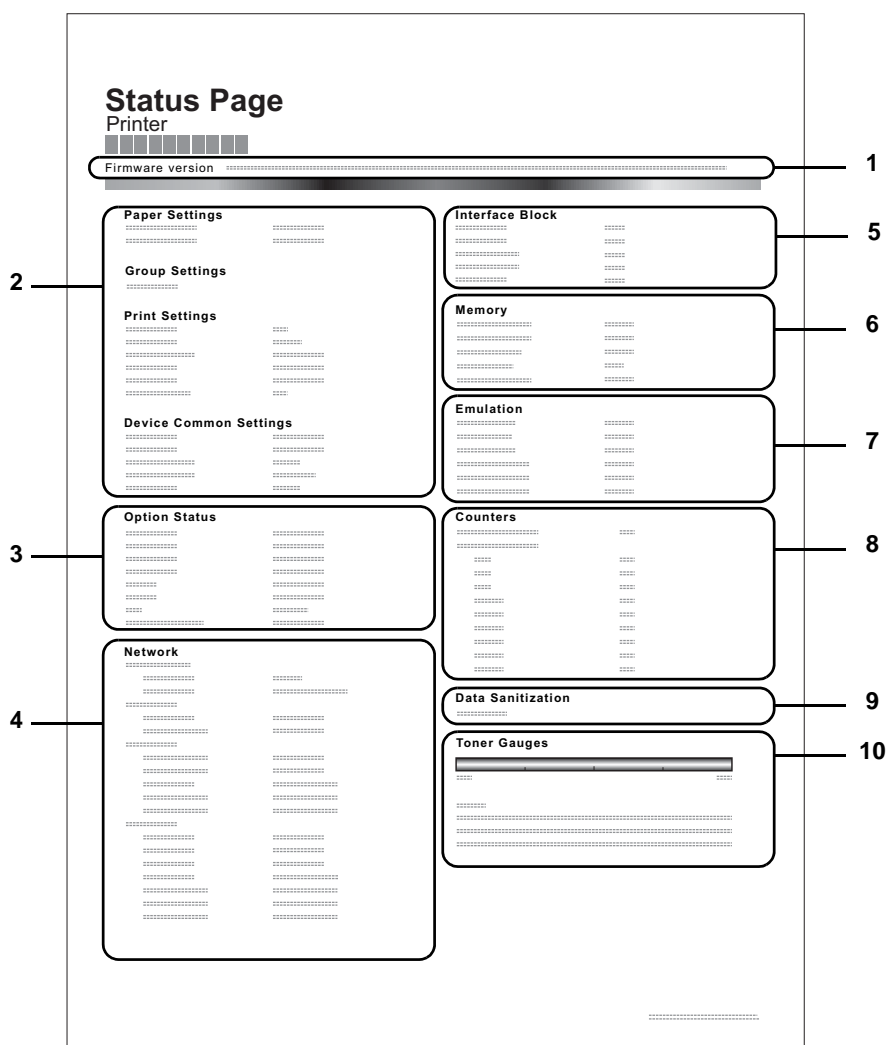 Status Page
Printer
Firmware version
1
Paper Settings
Group Settings
Print Settings
Device Common Settings
2
Option Status
3
Network
4
Interface Block
5
Memory
6
Emulation
7
Counters
8
Data Sanitization
9
Toner Gauges
10